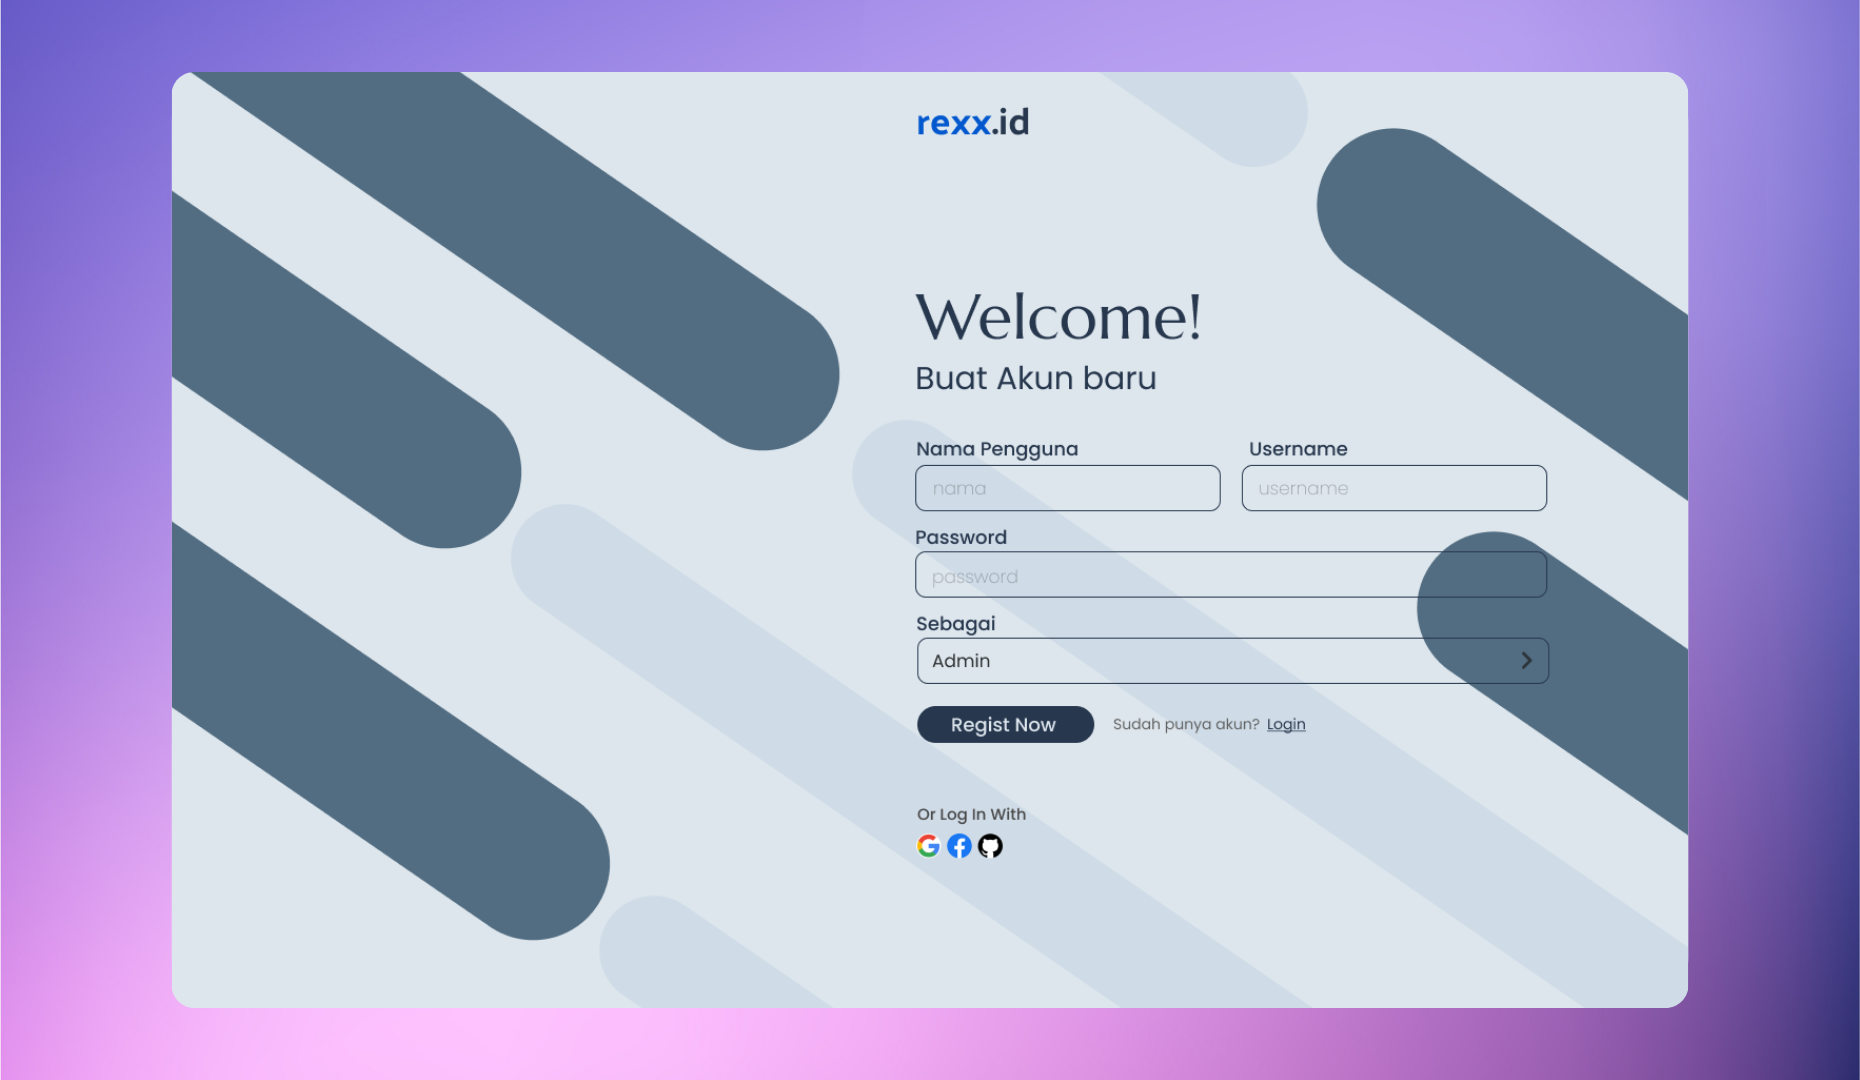 rexx.id
Welcome!
Buat Akun baru
Nama Pengguna
Username
nama
username
Password
password
Sebagai
Admin
Regist Now
Sudah punya akun? Login
Or Log In With